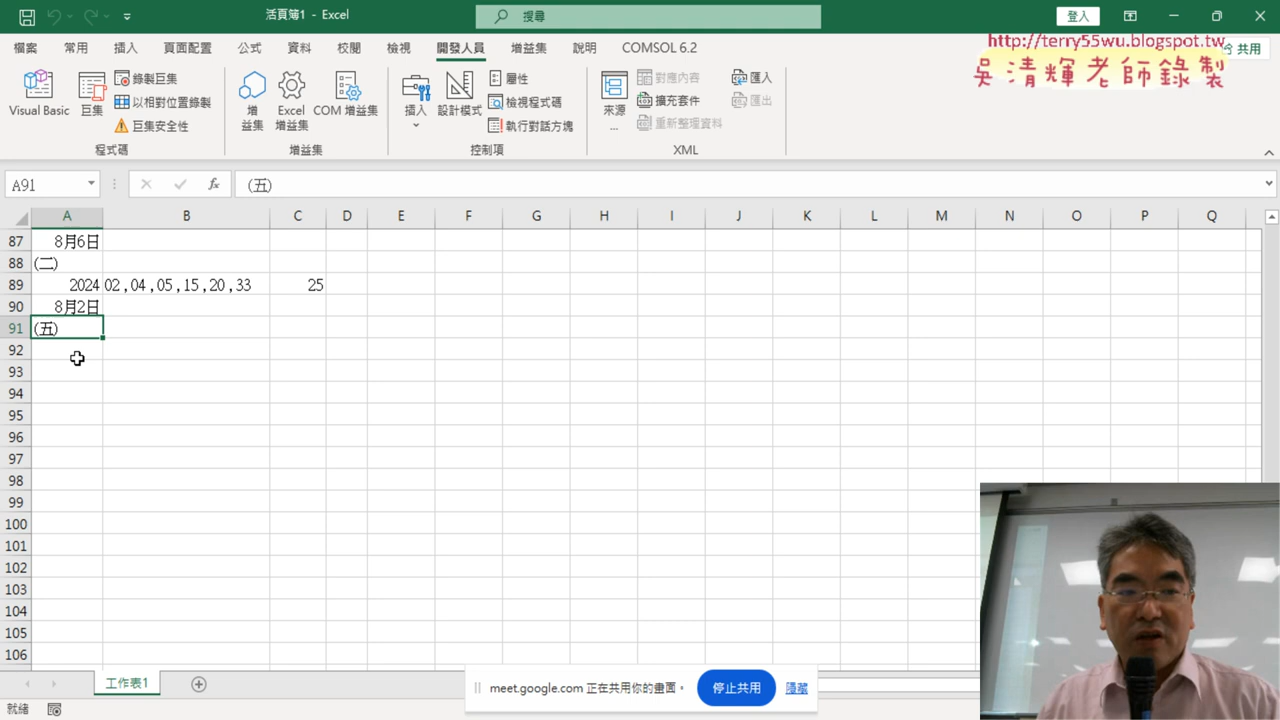 活頁簿1 - Excel
搜尋
登入
http://terry55wu.blogspot.tw
吳清輝老師錄製
檔案 常用 插入 頁面配置 公式 資料 校閱 檢視 開發人員 增益集 說明 COMSOL 6.2 共用
Visual Basic 巨集 錄製巨集 以相對位置錄製 巨集安全性
增益集 Excel 增益集 COM 增益集
插入 設計模式 屬性 檢視程式碼 執行對話方塊
來源... 對應內容 擴充套件 重新整理資料 匯入 匯出
程式碼 增益集 控制項 XML
A91 fx (五)
A B C D E F G H I J K L M N O P Q
87 8月6日
88 (二)
89 2024 02 ,04 ,05 ,15 ,20 ,33 25
90 8月2日
91 (五)
92
93
94
95
96
97
98
99
100
101
102
103
104
105
106
工作表1
meet.google.com 正在共用你的畫面。 停止共用 隱藏
就緒